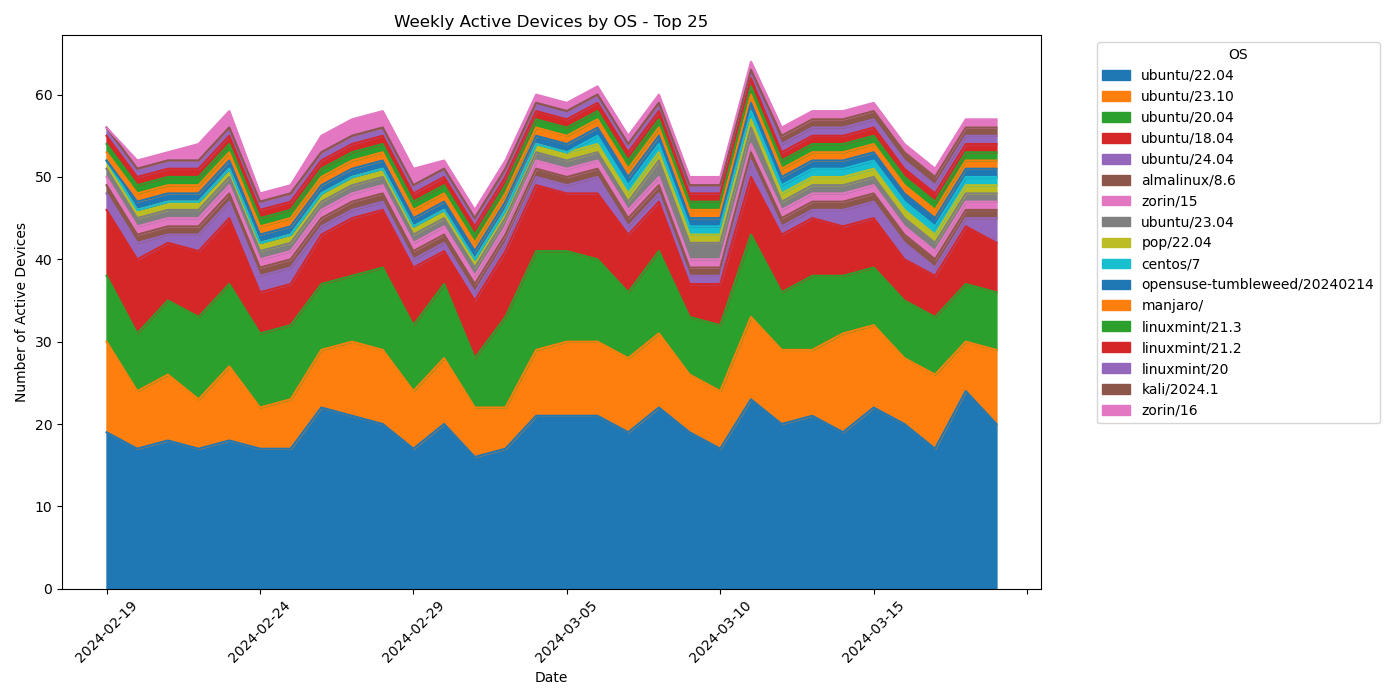 Weekly Active Devices by OS - Top 25
Number of Active Devices
60
50
40
30
20
10
0
2024-02-19
2024-02-24
2024-02-29
2024-03-05
2024-03-10
2024-03-15
Date
OS
ubuntu/22.04
ubuntu/23.10
ubuntu/20.04
ubuntu/18.04
ubuntu/24.04
almalinux/8.6
zorin/15
ubuntu/23.04
pop/22.04
centos/7
opensuse-tumbleweed/20240214
manjaro/
linuxmint/21.3
linuxmint/21.2
linuxmint/20
kali/2024.1
zorin/16